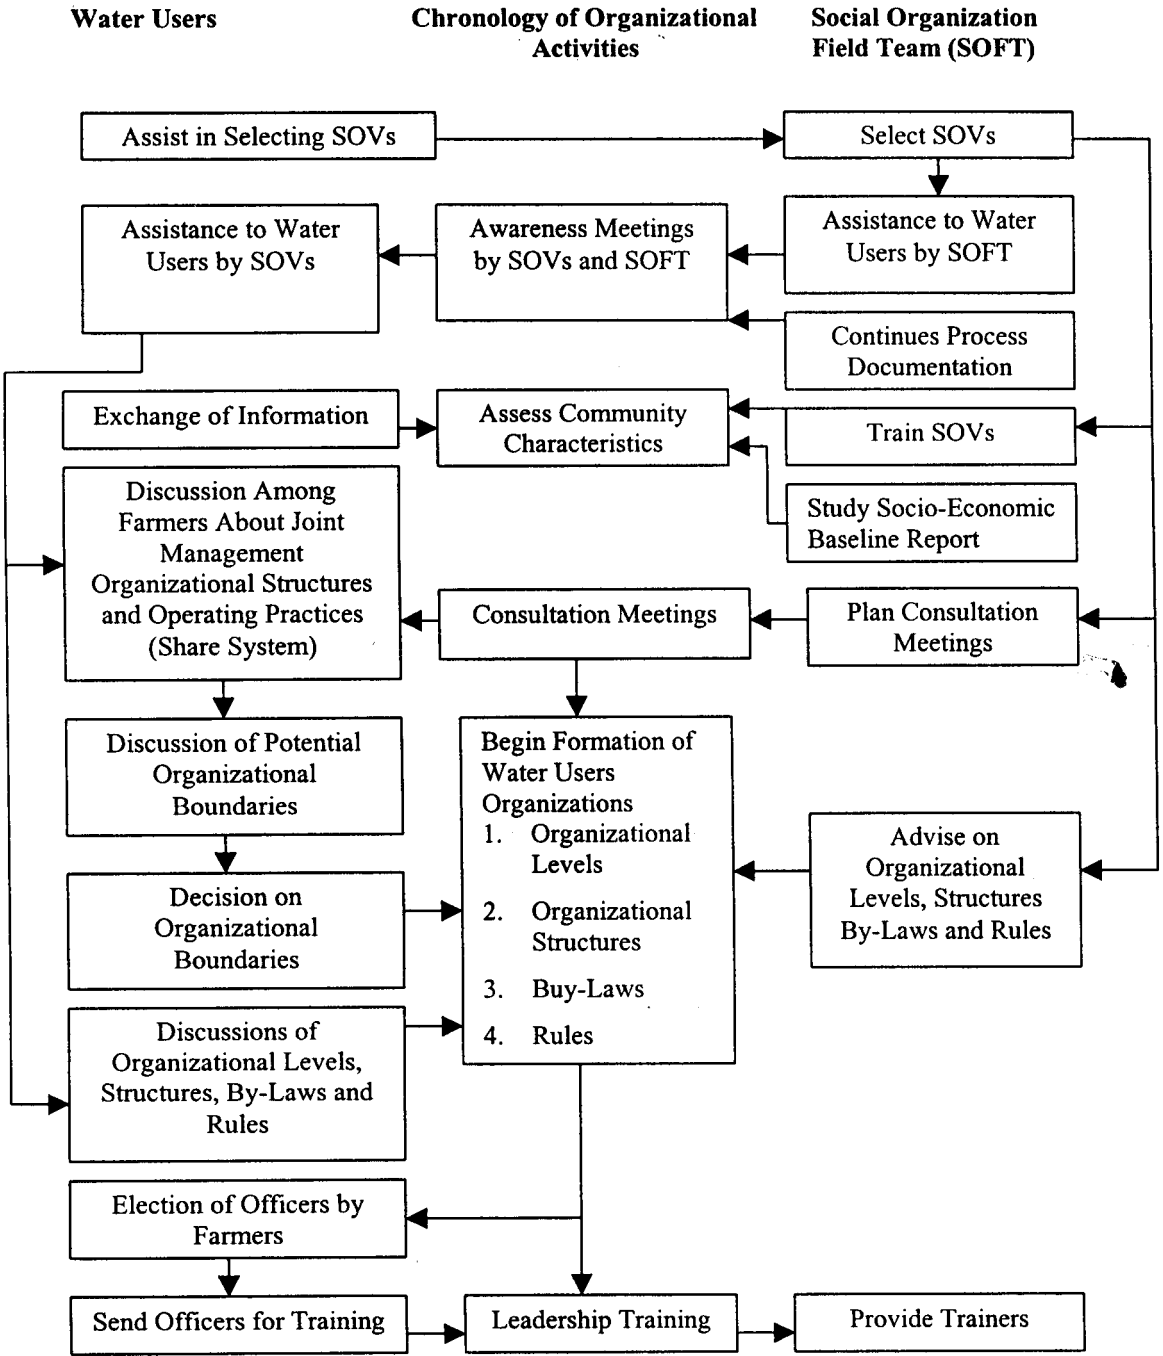 Water Users
Chronology of Organizational
Activities
Social Organization
Field Team (SOFT)
Assist in Selecting SOVs
Select SOVs
Assistance to Water
Users by SOVs
Awareness Meetings
by SOVs and SOFT
Assistance to Water
Users by SOFT
Continues Process
Documentation
Exchange of Information
Assess Community
Characteristics
Train SOVs
Study Socio-Economic
Baseline Report
Discussion Among
Farmers About Joint
Management
Organizational Structures
and Operating Practices
(Share System)
Consultation Meetings
Plan Consultation
Meetings
Discussion of Potential
Organizational
Boundaries
Begin Formation of
Water Users
Organizations
1. Organizational
Levels
2. Organizational
Structures
3. Buy-Laws
4. Rules
Advise on
Organizational
Levels, Structures
By-Laws and Rules
Decision on
Organizational
Boundaries
Discussions of
Organizational Levels,
Structures, By-Laws and
Rules
Election of Officers by
Farmers
Send Officers for Training
Leadership Training
Provide Trainers